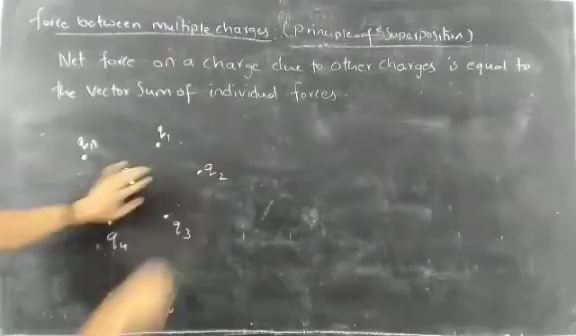 force between multiple charges. (Principle of Superposition)
Net force on a charge due to other charges is equal to
the vector sum of individual forces.
qn
q1
q2
q3
q4